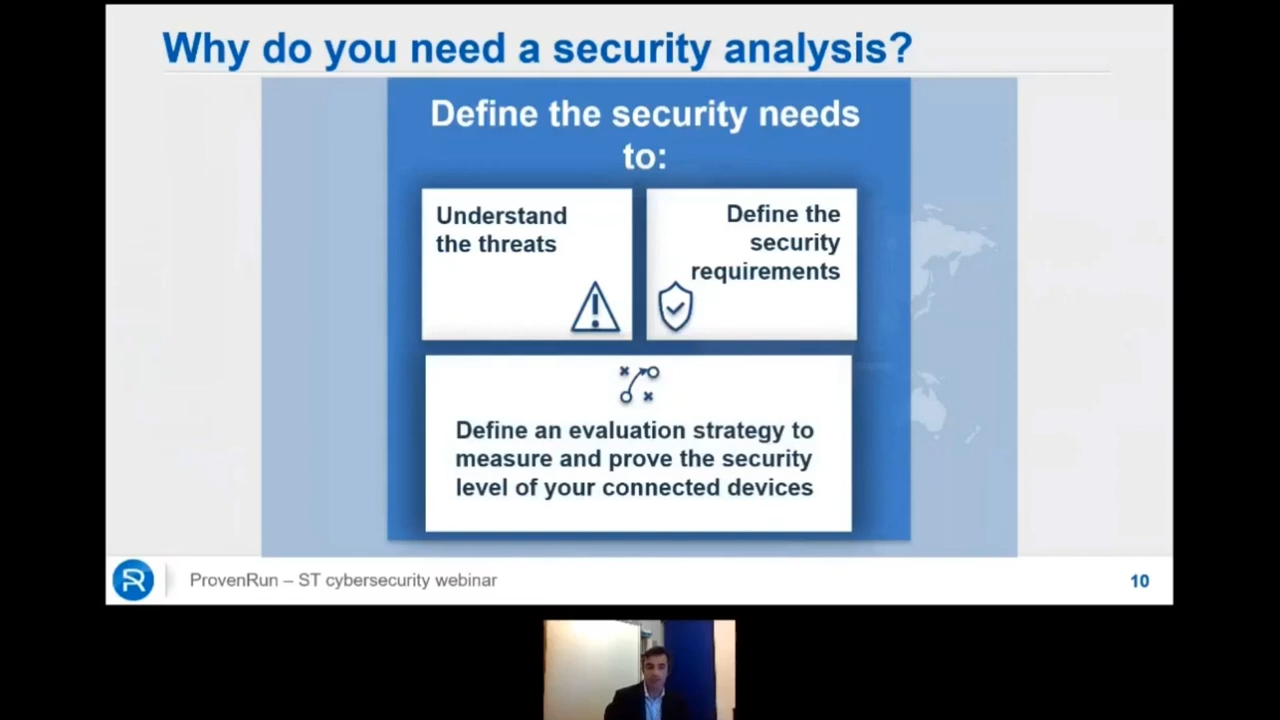 Why do you need a security analysis?
Define the security needs
to:
Understand
the threats
Define the
security
requirements
Define an evaluation strategy to
measure and prove the security
level of your connected devices
ProvenRun – ST cybersecurity webinar
10